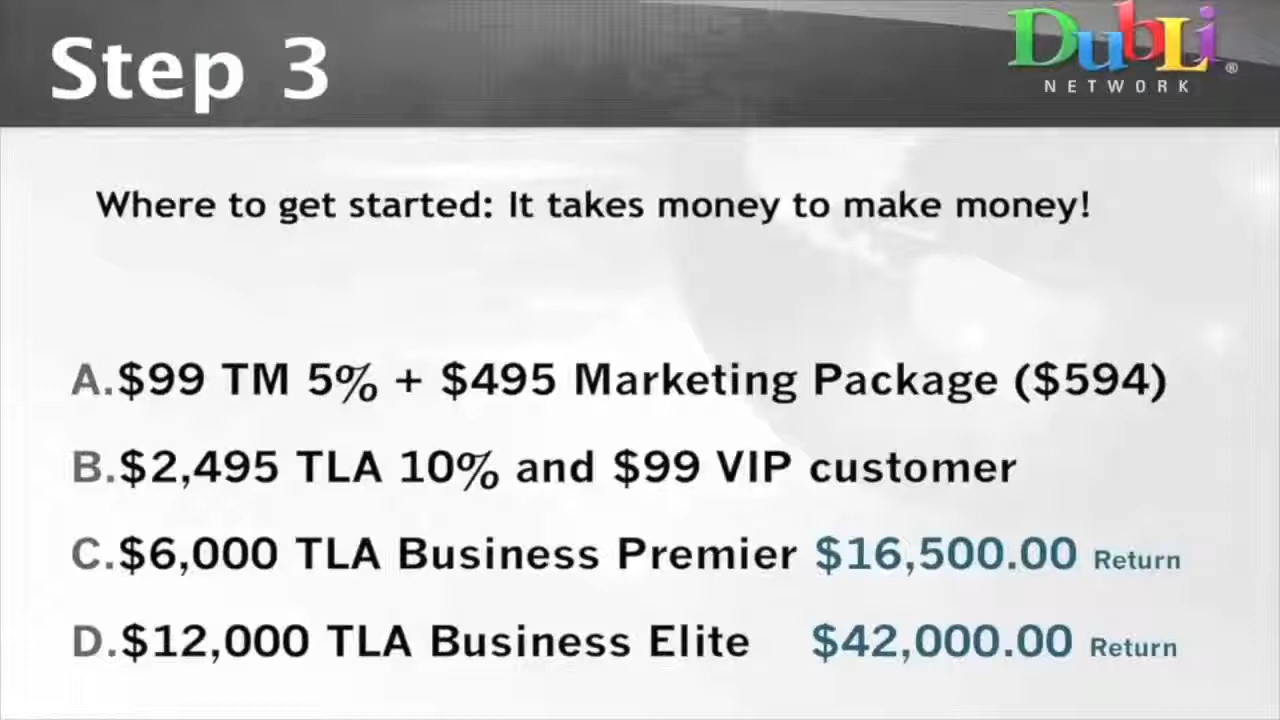 Step 3
DubLi ®
NETWORK
Where to get started: It takes money to make money!
A.$99 TM 5% + $495 Marketing Package ($594)
B.$2,495 TLA 10% and $99 VIP customer
C.$6,000 TLA Business Premier $16,500.00 Return
D.$12,000 TLA Business Elite $42,000.00 Return